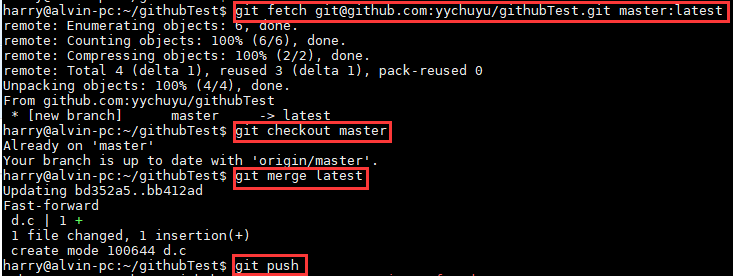 harry@alvin-pc:~/githubTest$ git fetch git@github.com:yychuyu/githubTest.git master:latest
remote: Enumerating objects: 6, done.
remote: Counting objects: 100% (6/6), done.
remote: Compressing objects: 100% (2/2), done.
remote: Total 4 (delta 1), reused 3 (delta 1), pack-reused 0
Unpacking objects: 100% (4/4), done.
From github.com:yychuyu/githubTest
 * [new branch]      master     -> latest
harry@alvin-pc:~/githubTest$ git checkout master
Already on 'master'
Your branch is up to date with 'origin/master'.
harry@alvin-pc:~/githubTest$ git merge latest
Updating bd352a5..bb412ad
Fast-forward
 d.c | 1 +
 1 file changed, 1 insertion(+)
 create mode 100644 d.c
harry@alvin-pc:~/githubTest$ git push